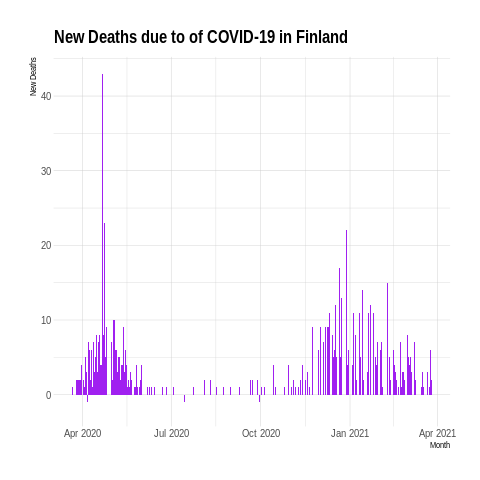 New Deaths due to of COVID-19 in Finland
New Deaths
40
30
20
10
0
Apr 2020 Jul 2020 Oct 2020 Jan 2021 Apr 2021
Month